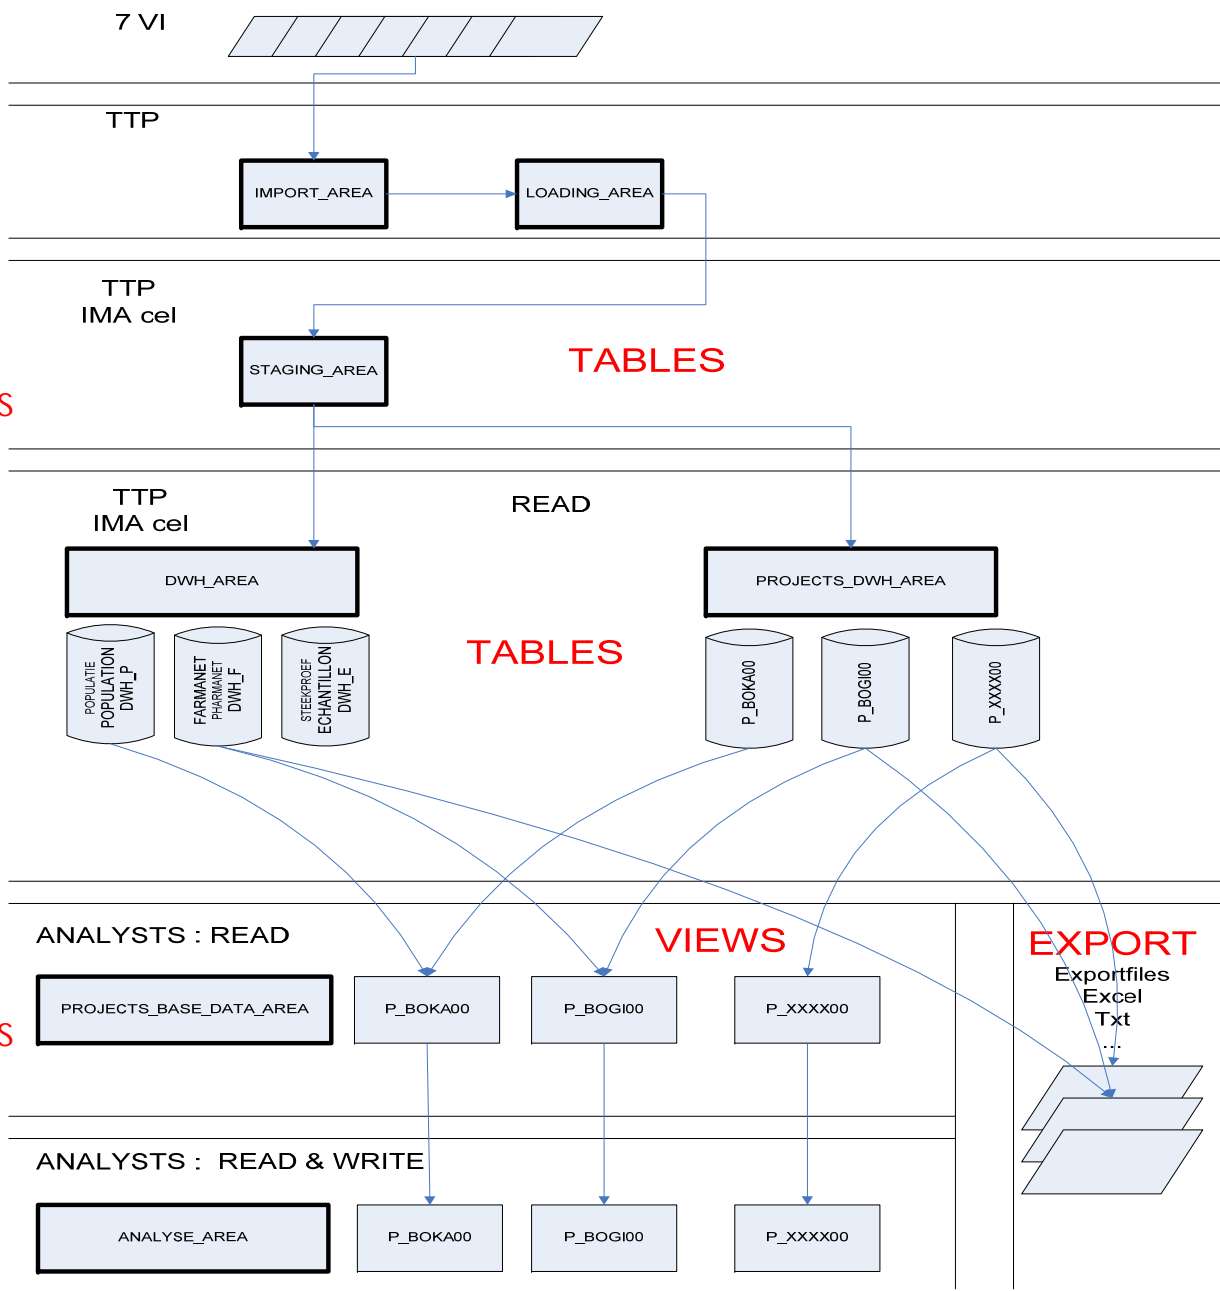 7 VI
TTP
IMPORT_AREA
LOADING_AREA
TTP
IMA cel
STAGING_AREA
TABLES
S
TTP
IMA cel
READ
DWH_AREA
PROJECTS_DWH_AREA
POPULATIE
POPULATION
DWH_P
FARMANET
PHARMANET
DWH_F
STEEKPROEF
ECHANTILLON
DWH_E
TABLES
P_BOKA00
P_BOGI00
P_XXXX00
ANALYSTS : READ
VIEWS
EXPORT
Exportfiles
Excel
Txt
...
PROJECTS_BASE_DATA_AREA
P_BOKA00
P_BOGI00
P_XXXX00
S
ANALYSTS :  READ & WRITE
ANALYSE_AREA
P_BOKA00
P_BOGI00
P_XXXX00